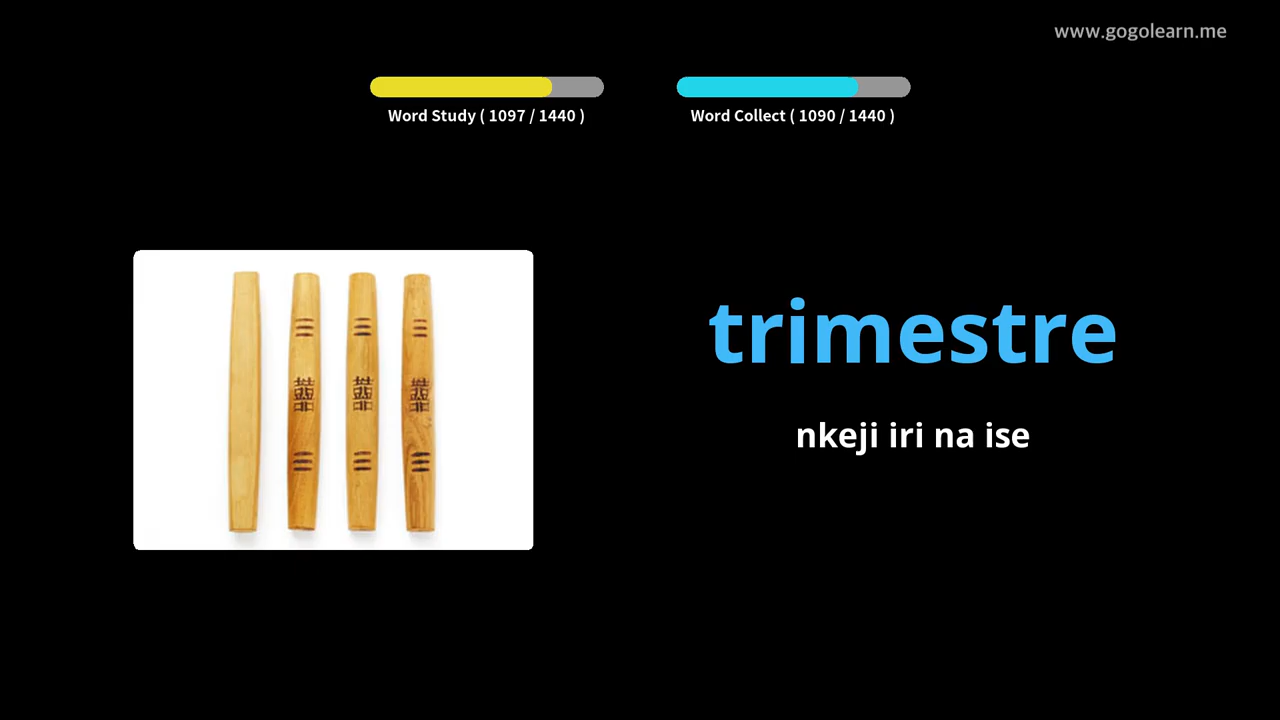 www.gogolearn.me
Word Study ( 1097 / 1440 )
Word Collect ( 1090 / 1440 )
trimestre
nkeji iri na ise